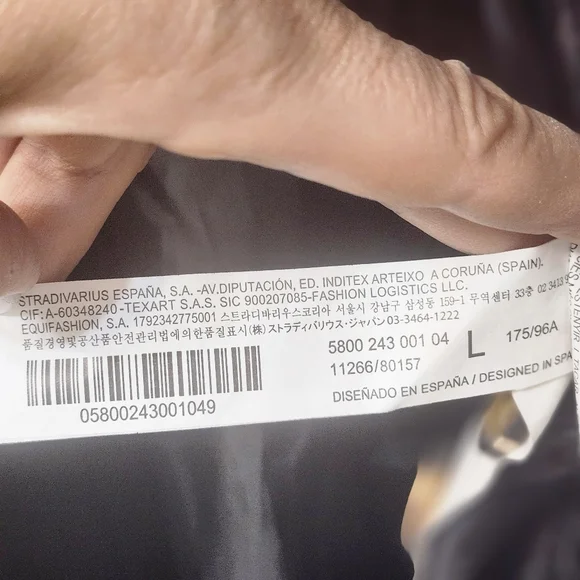 STRADIVARIUS ESPAÑA, S.A. -AV.DIPUTACIÓN, ED. INDITEX ARTEIXO A CORUÑA (SPAIN).
CIF: A-60348240 -TEXART S.A.S. SIC 900207085-FASHION LOGISTICS LLC.
EQUIFASHION, S.A. 1792342775001 스트라디바리우스코리아 서울시 강남구 삼성동 159-1 무역센터 33층 02 3413
품질경영및공산품안전관리법에의한품질표시 (株) ストラディバリウス・ジャパン 03-3464-1222
5800 243 001 04 L 175/96A
11266/80157
05800243001049
DISEÑADO EN ESPAÑA / DESIGNED IN SPA